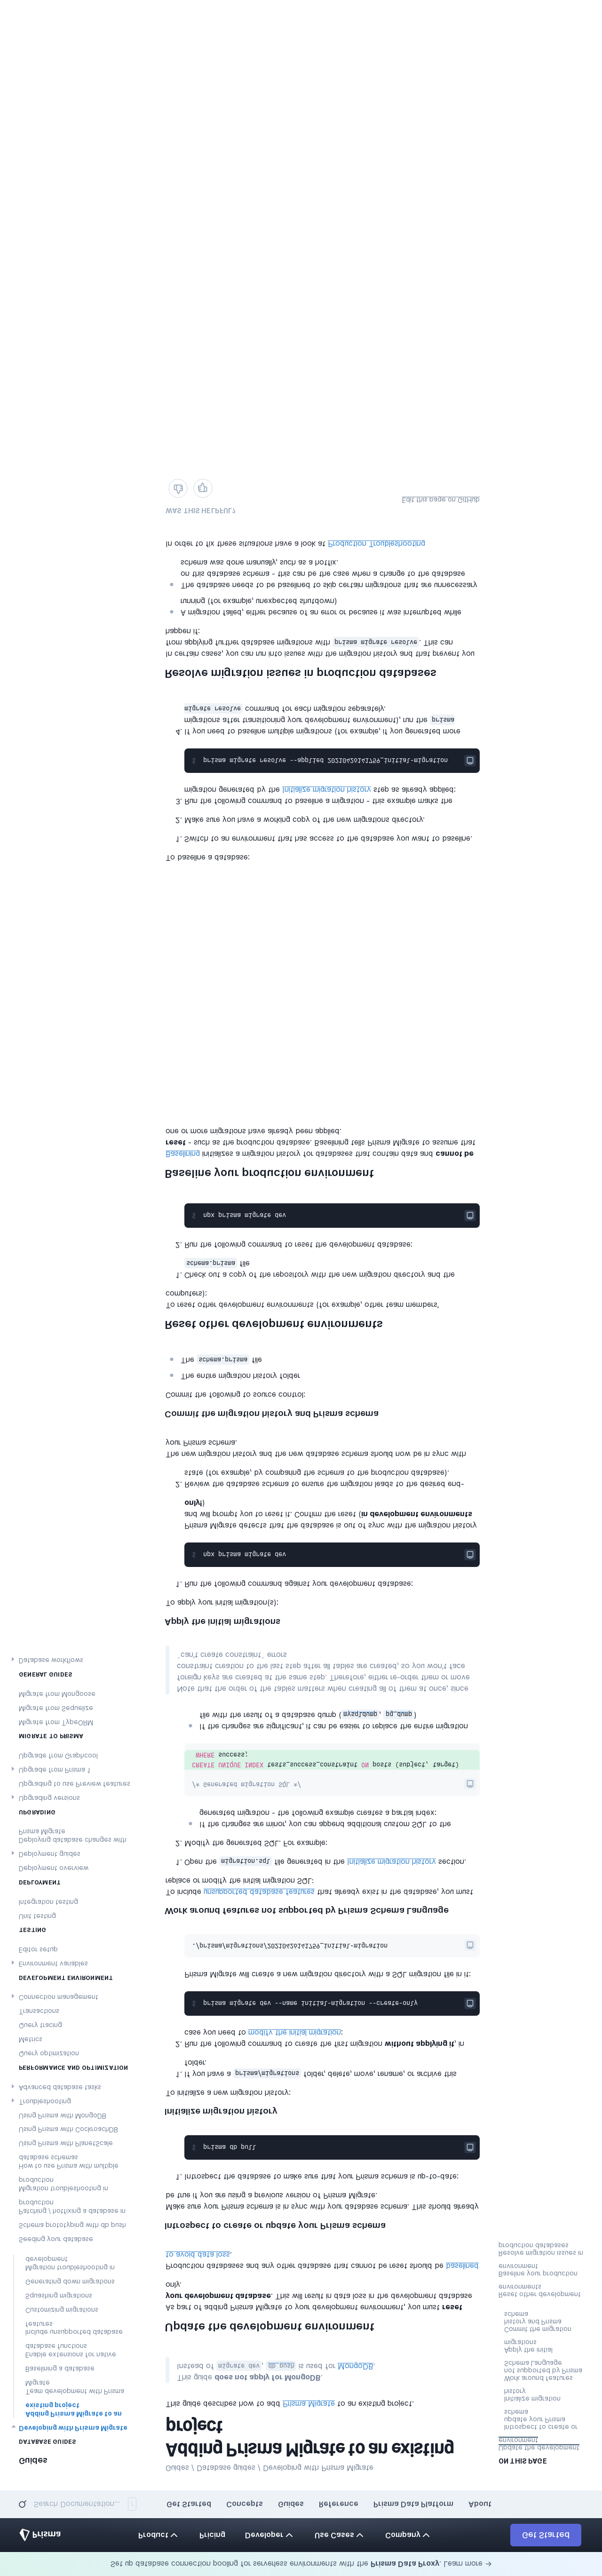 Set up database connection pooling for serverless environments with the Prisma Data Proxy. Learn more →
Prisma
Product
Pricing
Developer
Use Cases
Company
Get Started
Search Documentation... /
Get Started
Concepts
Guides
Reference
Prisma Data Platform
About
Guides
DATABASE GUIDES
Developing with Prisma Migrate
Adding Prisma Migrate to an
existing project
Team development with Prisma
Migrate
Baselining a database
Enable extensions for native
database functions
Include unsupported database
features
Customizing migrations
Squashing migrations
Generating down migrations
Migration troubleshooting in
development
Seeding your database
Schema prototyping with db push
Patching / hotfixing a database in
production
Migration troubleshooting in
production
How to use Prisma with multiple
database schemas
Using Prisma with PlanetScale
Using Prisma with CockroachDB
Using Prisma with MongoDB
Troubleshooting
Advanced database tasks
PERFORMANCE AND OPTIMIZATION
Query optimization
Metrics
Query tracing
Transactions
Connection management
DEVELOPMENT ENVIRONMENT
Environment variables
Editor setup
TESTING
Unit testing
Integration testing
DEPLOYMENT
Deployment overview
Deployment guides
Deploying database changes with
Prisma Migrate
UPGRADING
Upgrading versions
Upgrading to use Preview features
Upgrade from Prisma 1
Upgrade from Graphcool
MIGRATE TO PRISMA
Migrate from TypeORM
Migrate from Sequelize
Migrate from Mongoose
GENERAL GUIDES
Database workflows
Guides / Database guides / Developing with Prisma Migrate
Adding Prisma Migrate to an existing
project
This guide describes how to add Prisma Migrate to an existing project.
This guide does not apply for MongoDB.
Instead of migrate dev, db push is used for MongoDB.
Update the development environment
As part of adding Prisma Migrate to your development environment, you must reset
your development database. This will result in data loss in the development database
only.
Production databases and any other database that cannot be reset should be baselined
to avoid data loss.
Introspect to create or update your Prisma schema
Make sure your Prisma schema is in sync with your database schema. This should already
be true if you are using a previous version of Prisma Migrate.
1. Introspect the database to make sure that your Prisma schema is up-to-date:
$ prisma db pull
Initialize migration history
To initialize a new migration history:
1. If you have a prisma/migrations folder, delete, move, rename, or archive this
folder.
2. Run the following command to create the first migration without applying it, in
case you need to modify the initial migration:
$ prisma migrate dev --name initial-migration --create-only
Prisma Migrate will create a new migration directory with a SQL migration file in it:
./prisma/migrations/20210426141759_initial-migration
Work around features not supported by Prisma Schema Language
To include unsupported database features that already exist in the database, you must
replace or modify the initial migration SQL:
1. Open the migration.sql file generated in the Initialize migration history section.
2. Modify the generated SQL. For example:
If the changes are minor, you can append additional custom SQL to the
generated migration - the following example creates a partial index:
/* Generated migration SQL */
CREATE UNIQUE INDEX tests_success_constraint ON posts (subject, target)
WHERE success;
If the changes are significant, it can be easier to replace the entire migration
file with the result of a database dump (mysqldump, pg_dump)
Note that the order of the tables matters when creating all of them at once, since
foreign keys are created at the same step. Therefore, either re-order them or move
constraint creation to the last step after all tables are created, so you won't face
`can't create constraint` errors
Apply the initial migrations
To apply your initial migration(s):
1. Run the following command against your development database:
$ npx prisma migrate dev
Prisma Migrate detects that the database is out of sync with the migration history
and will prompt you to reset it. Confirm the reset (in development environments
only!)
2. Review the database schema to ensure the migration leads to the desired end-
state (for example, by comparing the schema to the production database).
The new migration history and the new database schema should now be in sync with
your Prisma schema.
Commit the migration history and Prisma schema
Commit the following to source control:
The entire migration history folder
The schema.prisma file
Reset other development environments
To reset other development environments (for example, other team members'
computers):
1. Check out a copy of the repository with the new migration directory and the
schema.prisma file
2. Run the following command to reset the development database:
$ npx prisma migrate dev
Baseline your production environment
Baselining initializes a migration history for databases that contain data and cannot be
reset - such as the production database. Baselining tells Prisma Migrate to assume that
one or more migrations have already been applied.
To baseline a database:
1. Switch to an environment that has access to the database you want to baseline.
2. Make sure you have a working copy of the new migrations directory.
3. Run the following command to baseline a migration - this example marks the
migration generated by the Initialize migration history step as already applied:
$ prisma migrate resolve --applied 20210426141759_initial-migration
4. If you need to baseline multiple migrations (for example, if you generated more
migrations after transitioning your development environment), run the prisma
migrate resolve command for each migration separately.
Resolve migration issues in production databases
In certain cases, you can run into issues with the migration history and that prevent you
from applying further database migrations with prisma migrate resolve. This can
happen if:
A migration failed, either because of an error or because it was interrupted while
running (for example, unexpected shutdown)
The database needs to be baselined to skip certain migrations that are unnecessary
on this database schema - this can be the case when a change to the database
schema was done manually, such as a hotfix.
In order to fix these situations have a look at Production Troubleshooting
WAS THIS HELPFUL?
Edit this page on GitHub
ON THIS PAGE
Update the development
environment
Introspect to create or
update your Prisma
schema
Initialize migration
history
Work around features
not supported by Prisma
Schema Language
Apply the initial
migrations
Commit the migration
history and Prisma
schema
Reset other development
environments
Baseline your production
environment
Resolve migration issues in
production databases